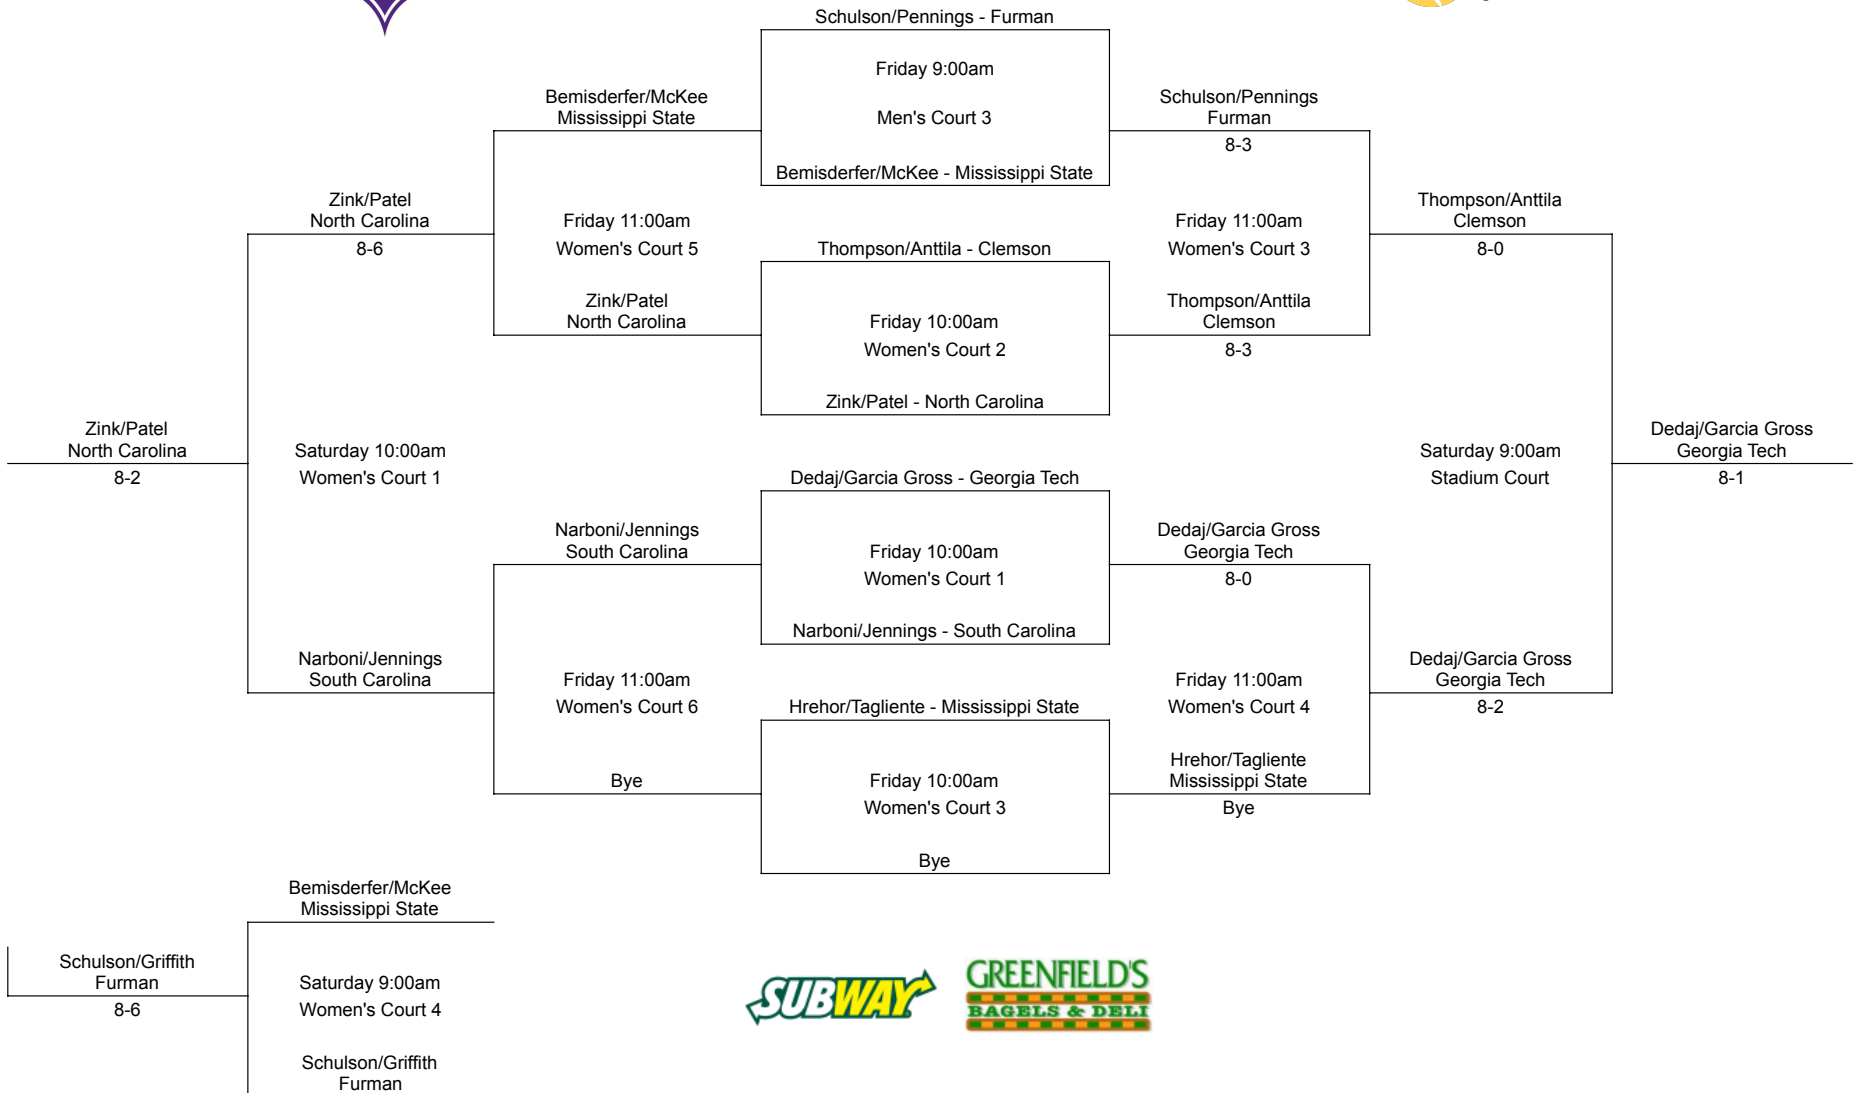 Schulson/Pennings - Furman
Friday 9:00am
Men's Court 3
Bemisderfer/McKee - Mississippi State
Bemisderfer/McKee
Mississippi State
Schulson/Pennings
Furman
8-3
Zink/Patel
North Carolina
8-6
Friday 11:00am
Women's Court 5
Thompson/Anttila - Clemson
Friday 10:00am
Women's Court 2
Zink/Patel - North Carolina
Friday 11:00am
Women's Court 3
Thompson/Anttila
Clemson
8-0
Zink/Patel
North Carolina
Thompson/Anttila
Clemson
8-3
Zink/Patel
North Carolina
8-2
Saturday 10:00am
Women's Court 1
Dedaj/Garcia Gross - Georgia Tech
Friday 10:00am
Women's Court 1
Narboni/Jennings - South Carolina
Saturday 9:00am
Stadium Court
Dedaj/Garcia Gross
Georgia Tech
8-1
Narboni/Jennings
South Carolina
Dedaj/Garcia Gross
Georgia Tech
8-0
Narboni/Jennings
South Carolina
Friday 11:00am
Women's Court 6
Hrehor/Tagliente - Mississippi State
Friday 10:00am
Women's Court 3
Bye
Friday 11:00am
Women's Court 4
Dedaj/Garcia Gross
Georgia Tech
8-2
Bye
Hrehor/Tagliente
Mississippi State
Bye
Bemisderfer/McKee
Mississippi State
Schulson/Griffith
Furman
8-6
Saturday 9:00am
Women's Court 4
Schulson/Griffith
Furman
SUBWAY
GREENFIELD'S
BAGELS & DELI